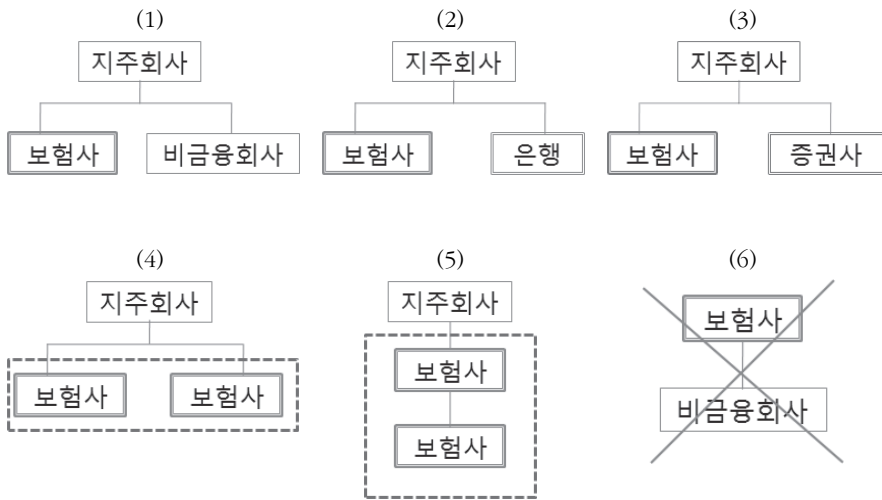 (1) (2) (3)
지주회사 지주회사 지주회사
보험사 비금융회사 보험사 은행 보험사 증권사
(4) (5) (6)
지주회사 지주회사 보험사
보험사 보험사 보험사 비금융회사
보험사